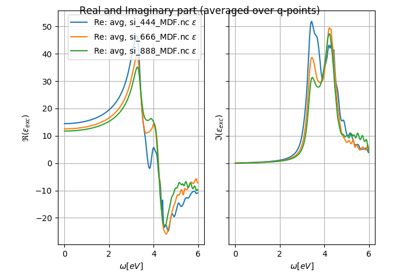 Real and Imaginary part (averaged over q-points)
Re: avg, si_444_MDF.nc ε
Re: avg, si_666_MDF.nc ε
Re: avg, si_888_MDF.nc ε
ℜ(ε_exc)
50
40
30
20
10
0
−10
−20
0 2 4 6
ω[eV]
ℑ(ε_exc)
0 2 4 6
ω[eV]